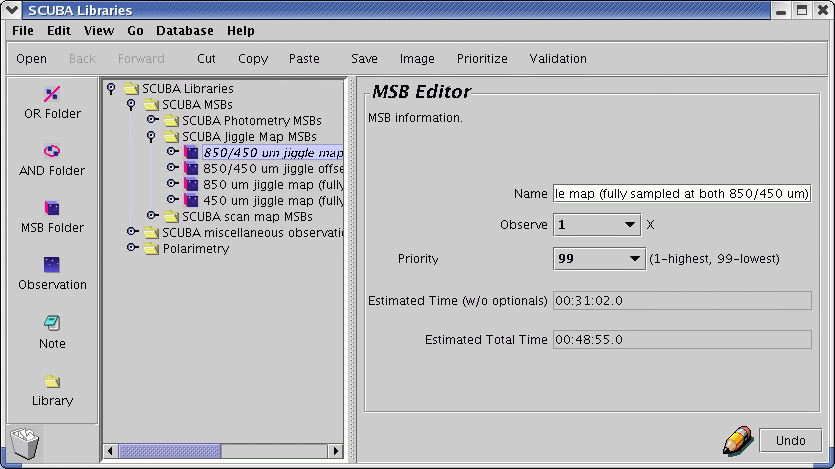 SCUBA Libraries
File Edit View Go Database Help
Open Back Forward Cut Copy Paste Save Image Prioritize Validation
OR Folder
AND Folder
MSB Folder
Observation
Note
Library
SCUBA Libraries
SCUBA MSBs
SCUBA Photometry MSBs
SCUBA Jiggle Map MSBs
850/450 um jiggle map
850/450 um jiggle offse
850 um jiggle map (fully
450 um jiggle map (fully
SCUBA scan map MSBs
SCUBA miscellaneous observati
Polarimetry
MSB Editor
MSB information.
Name le map (fully sampled at both 850/450 um)
Observe 1 X
Priority 99 (1-highest, 99-lowest)
Estimated Time (w/o optionals) 00:31:02.0
Estimated Total Time 00:48:55.0
Undo